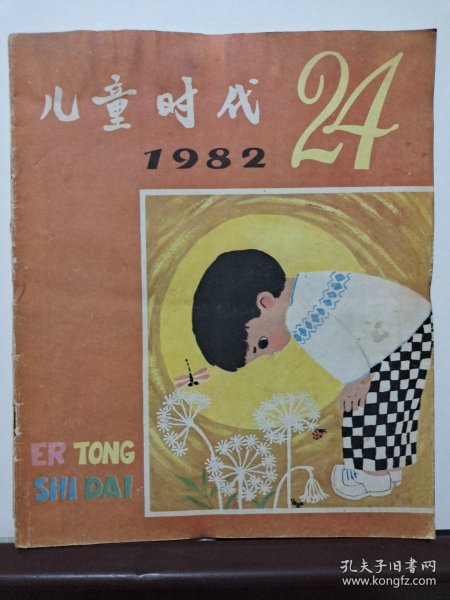 儿童时代
24
1982
ER TONG
SHI DAI
孔夫子旧书网
www.kongfz.com